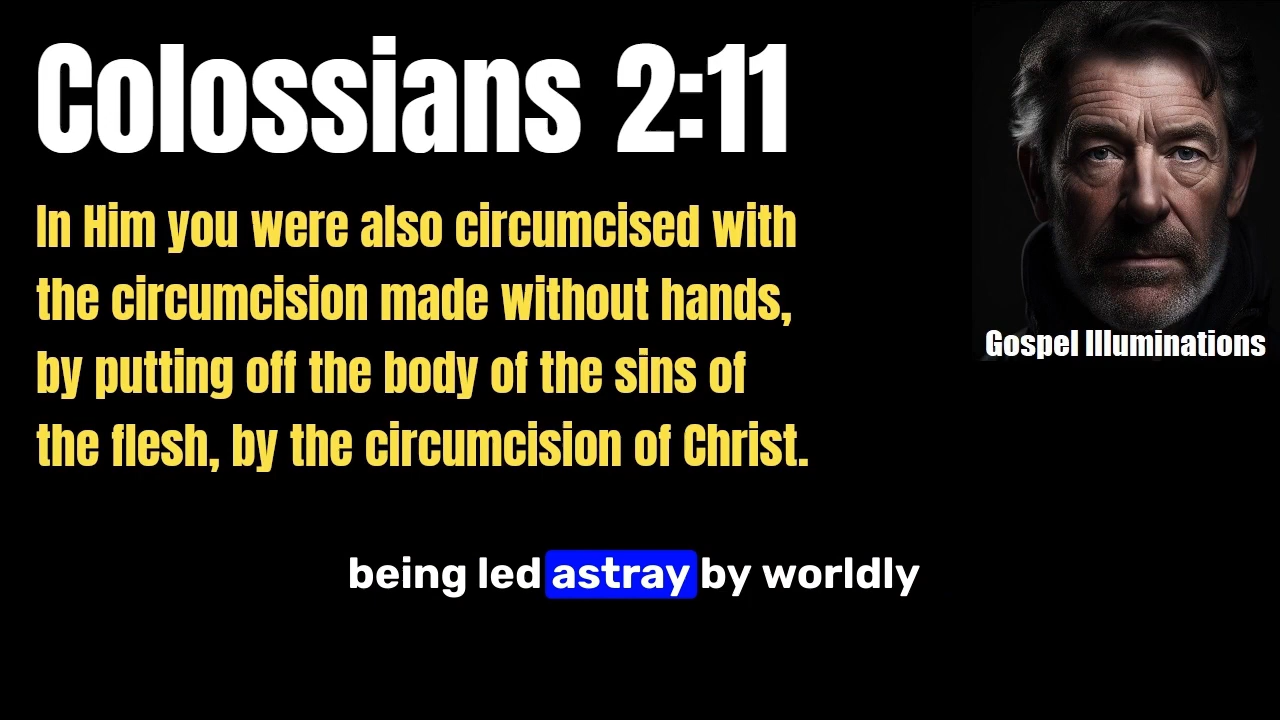 Colossians 2:11
In Him you were also circumcised with
the circumcision made without hands,
by putting off the body of the sins of
the flesh, by the circumcision of Christ.
Gospel Illuminations
being led astray by worldly